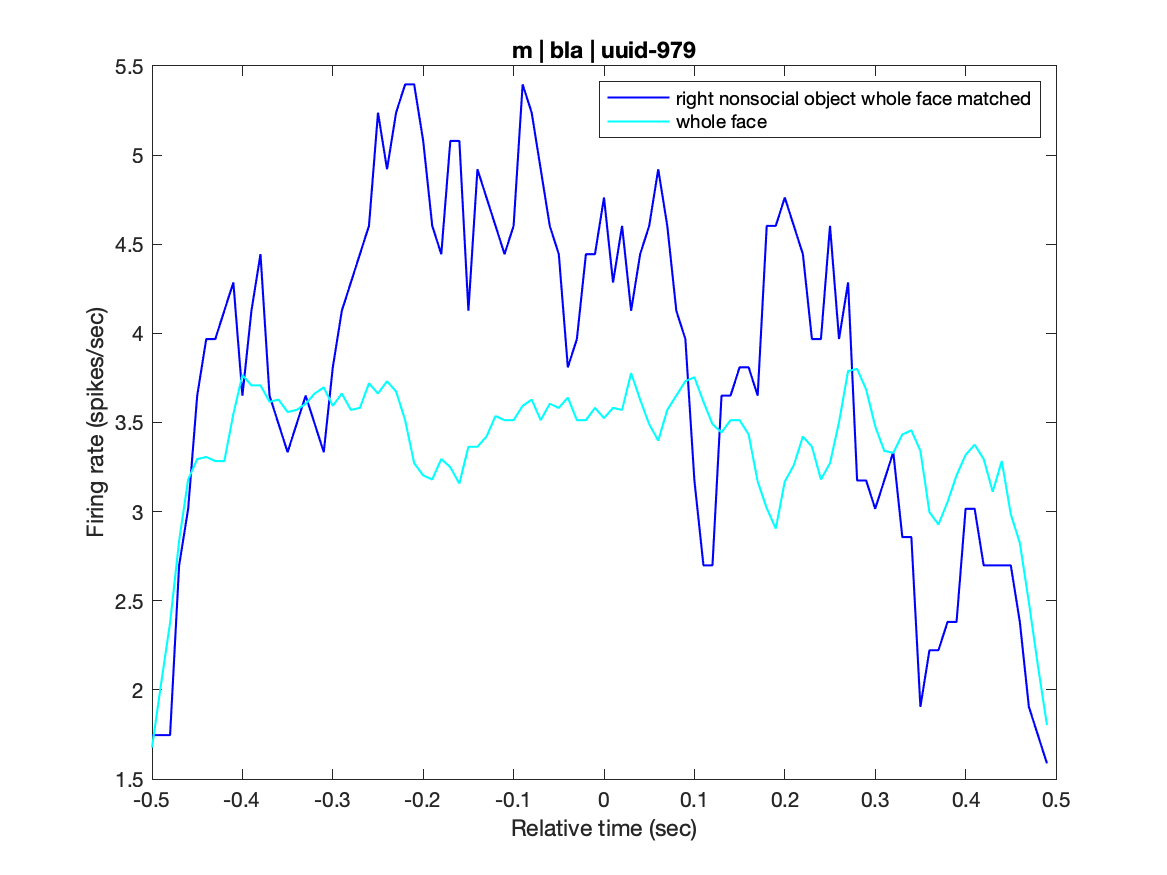 m | bla | uuid-979
right nonsocial object whole face matched
whole face
Firing rate (spikes/sec)
5.5
5
4.5
4
3.5
3
2.5
2
1.5
-0.5 -0.4 -0.3 -0.2 -0.1 0 0.1 0.2 0.3 0.4 0.5
Relative time (sec)